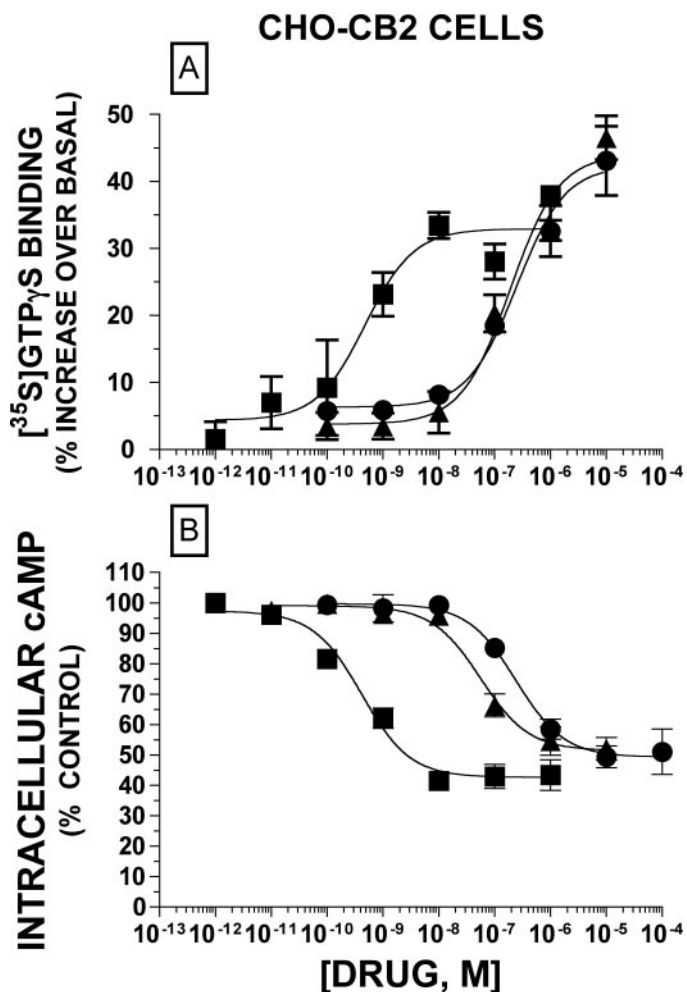 CHO-CB2 CELLS
A
[³⁵S]GTPγS BINDING
(% INCREASE OVER BASAL)
50
40
30
20
10
0
10⁻¹³ 10⁻¹² 10⁻¹¹ 10⁻¹⁰ 10⁻⁹ 10⁻⁸ 10⁻⁷ 10⁻⁶ 10⁻⁵ 10⁻⁴
B
INTRACELLULAR cAMP
(% CONTROL)
110
100
90
80
70
60
50
40
30
20
10
0
10⁻¹³ 10⁻¹² 10⁻¹¹ 10⁻¹⁰ 10⁻⁹ 10⁻⁸ 10⁻⁷ 10⁻⁶ 10⁻⁵ 10⁻⁴
[DRUG, M]